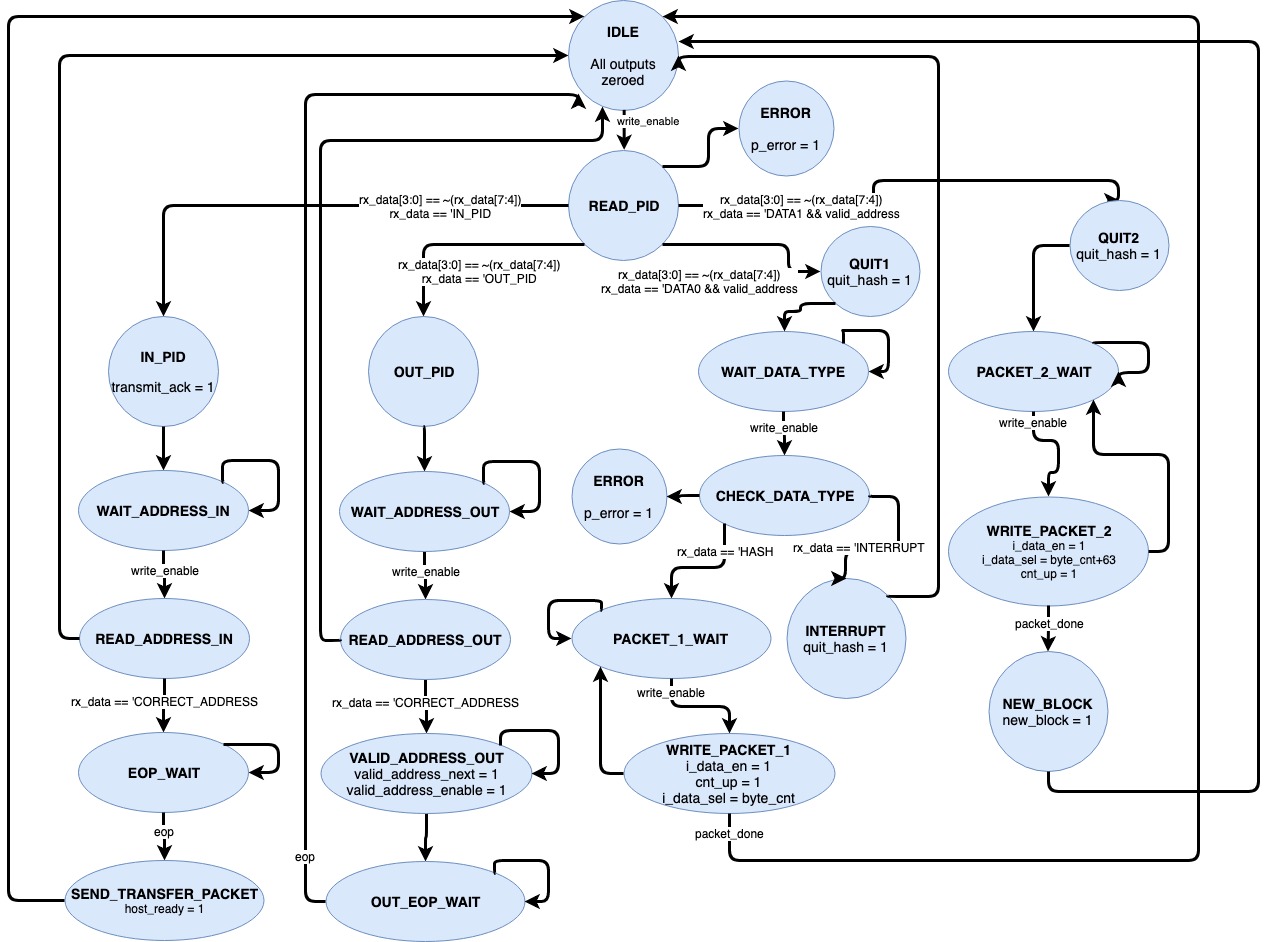 IDLE
All outputs
zeroed
write_enable
ERROR
p_error = 1
READ_PID
rx_data[3:0] == ~(rx_data[7:4])
rx_data == 'IN_PID
rx_data[3:0] == ~(rx_data[7:4])
rx_data == 'DATA1 && valid_address
rx_data[3:0] == ~(rx_data[7:4])
rx_data == 'OUT_PID
rx_data[3:0] == ~(rx_data[7:4])
rx_data == 'DATA0 && valid_address
QUIT1
quit_hash = 1
QUIT2
quit_hash = 1
IN_PID
transmit_ack = 1
OUT_PID
WAIT_DATA_TYPE
PACKET_2_WAIT
write_enable
write_enable
WAIT_ADDRESS_IN
WAIT_ADDRESS_OUT
ERROR
p_error = 1
CHECK_DATA_TYPE
WRITE_PACKET_2
i_data_en = 1
i_data_sel = byte_cnt+63
cnt_up = 1
write_enable
write_enable
rx_data == 'HASH
rx_data == 'INTERRUPT
READ_ADDRESS_IN
READ_ADDRESS_OUT
PACKET_1_WAIT
INTERRUPT
quit_hash = 1
packet_done
rx_data == 'CORRECT_ADDRESS
rx_data == 'CORRECT_ADDRESS
write_enable
NEW_BLOCK
new_block = 1
EOP_WAIT
VALID_ADDRESS_OUT
valid_address_next = 1
valid_address_enable = 1
WRITE_PACKET_1
i_data_en = 1
cnt_up = 1
i_data_sel = byte_cnt
eop
eop
packet_done
SEND_TRANSFER_PACKET
host_ready = 1
OUT_EOP_WAIT